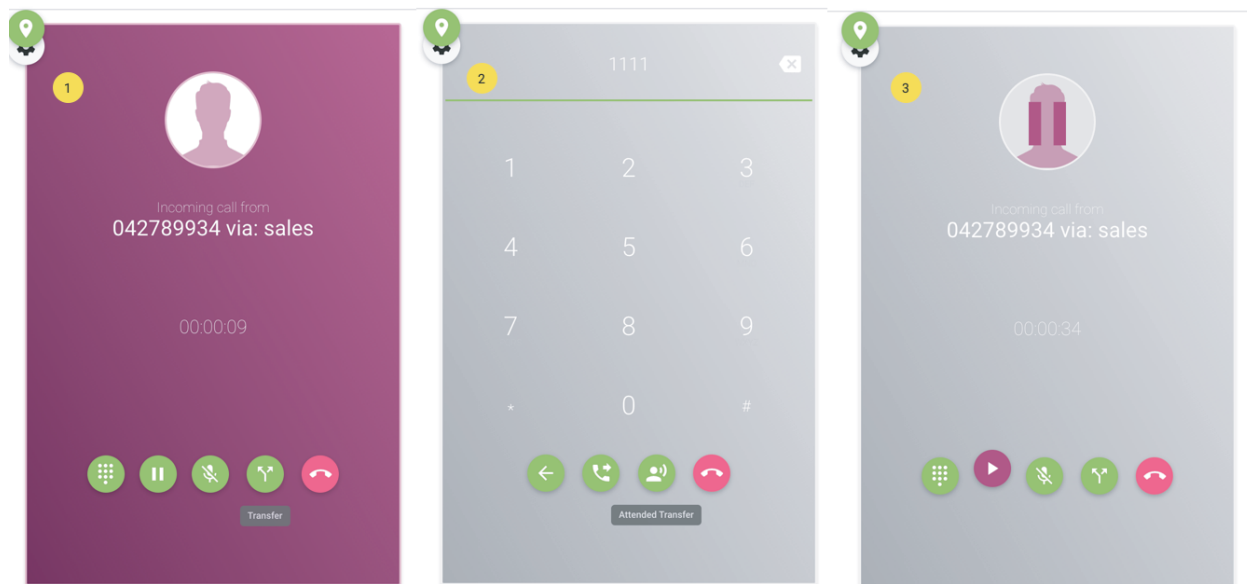 1
Incoming call from
042789934 via: sales
00:00:09
Transfer
2
1111
1 2 3
4 5 6
7 8 9
* 0 #
Attended Transfer
3
Incoming call from
042789934 via: sales
00:00:34